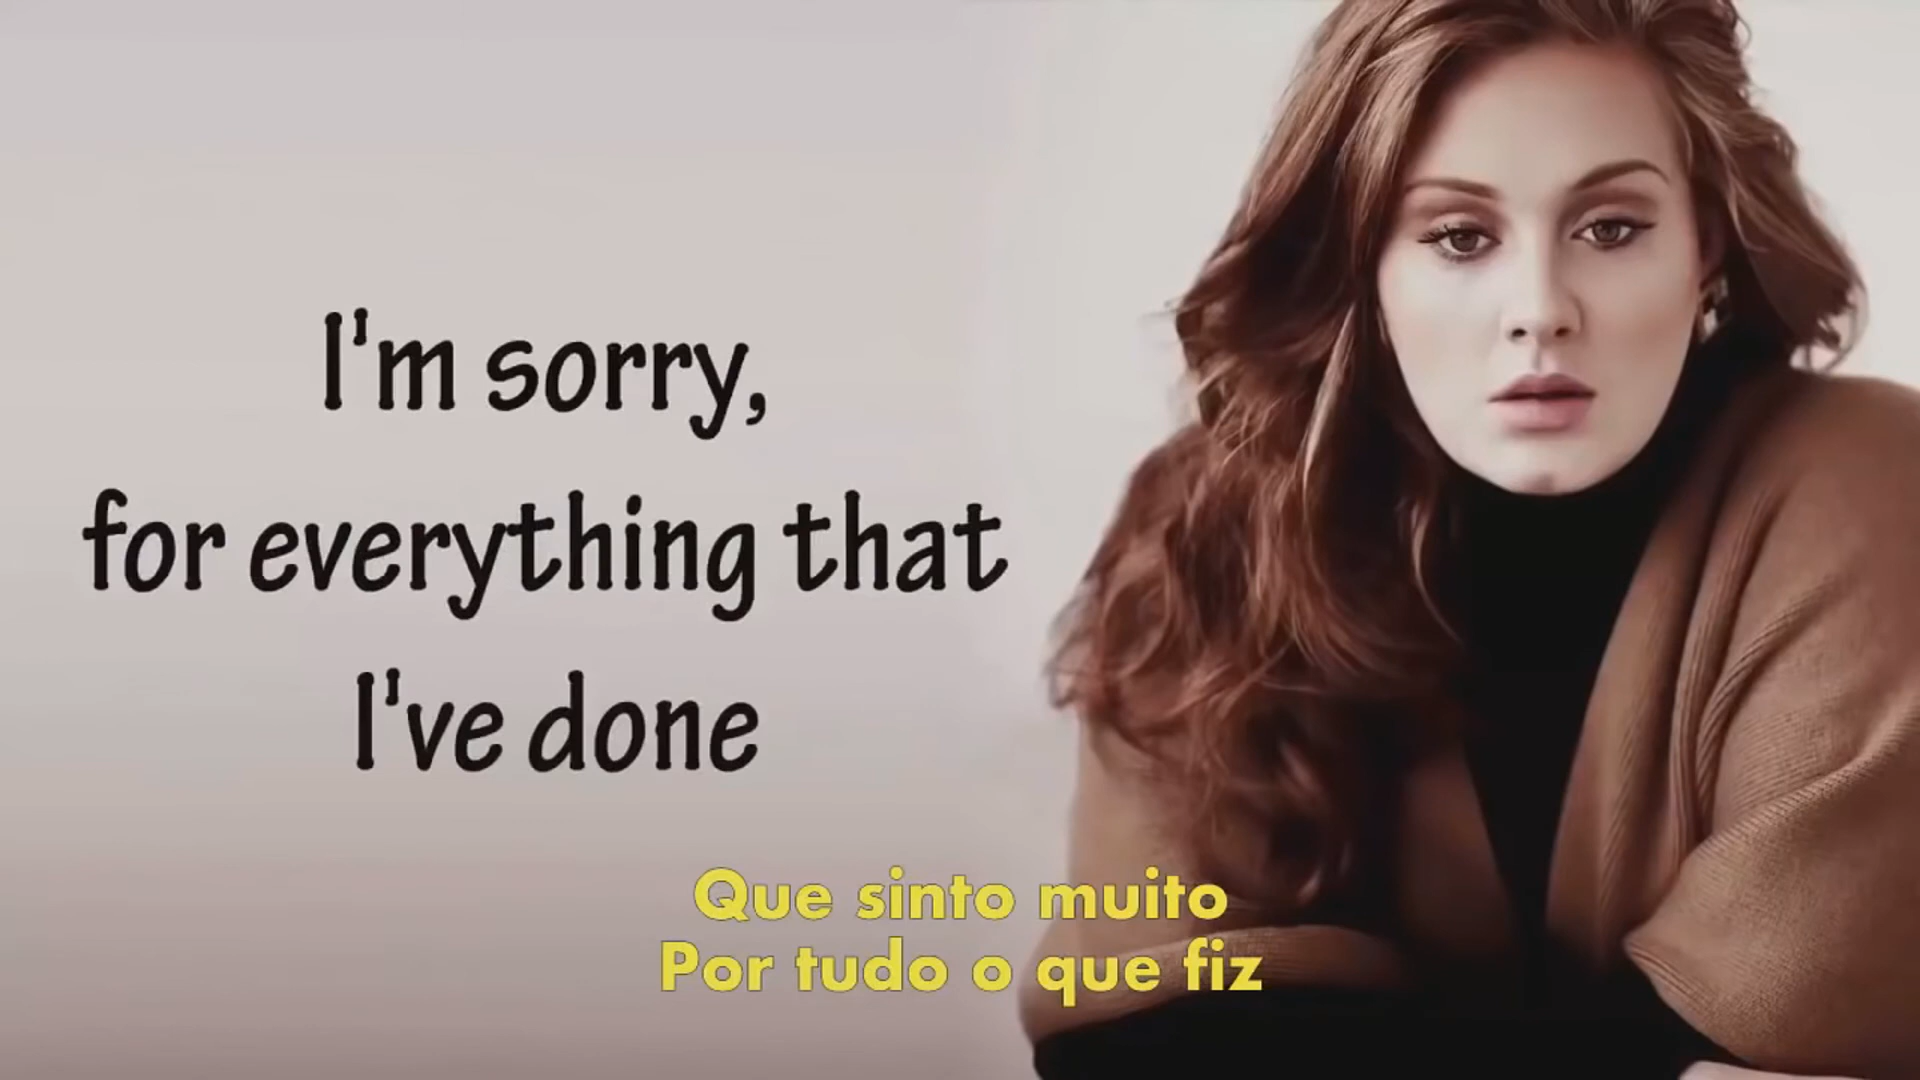 I'm sorry,
for everything that
I've done
Que sinto muito
Por tudo o que fiz